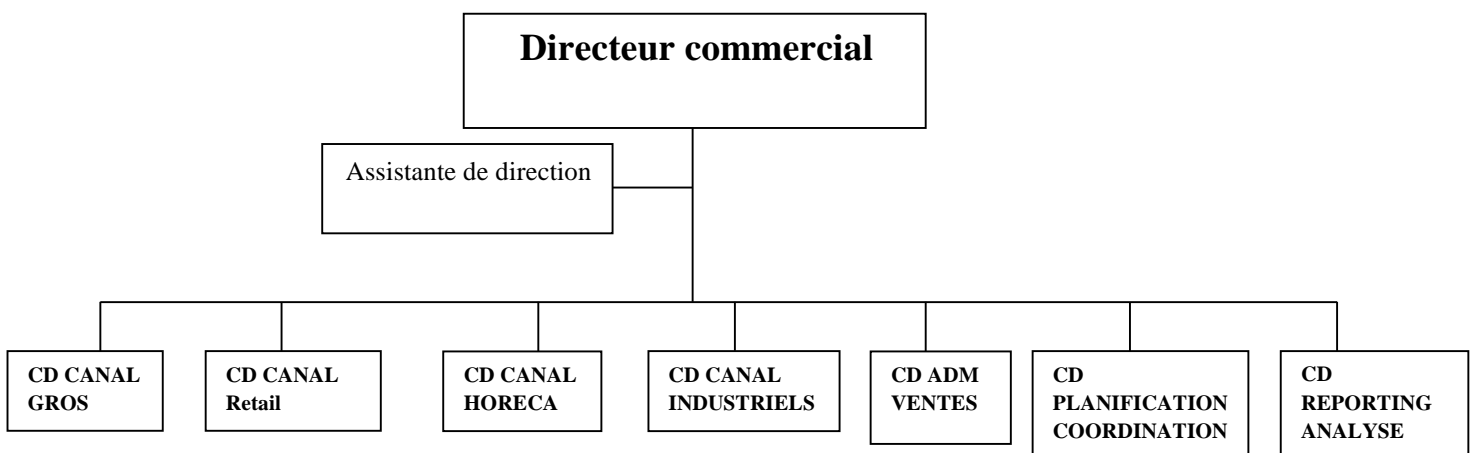 Directeur commercial
Assistante de direction
CD CANAL
GROS
CD CANAL
Retail
CD CANAL
HORECA
CD CANAL
INDUSTRIELS
CD ADM
VENTES
CD
PLANIFICATION
COORDINATION
CD
REPORTING
ANALYSE